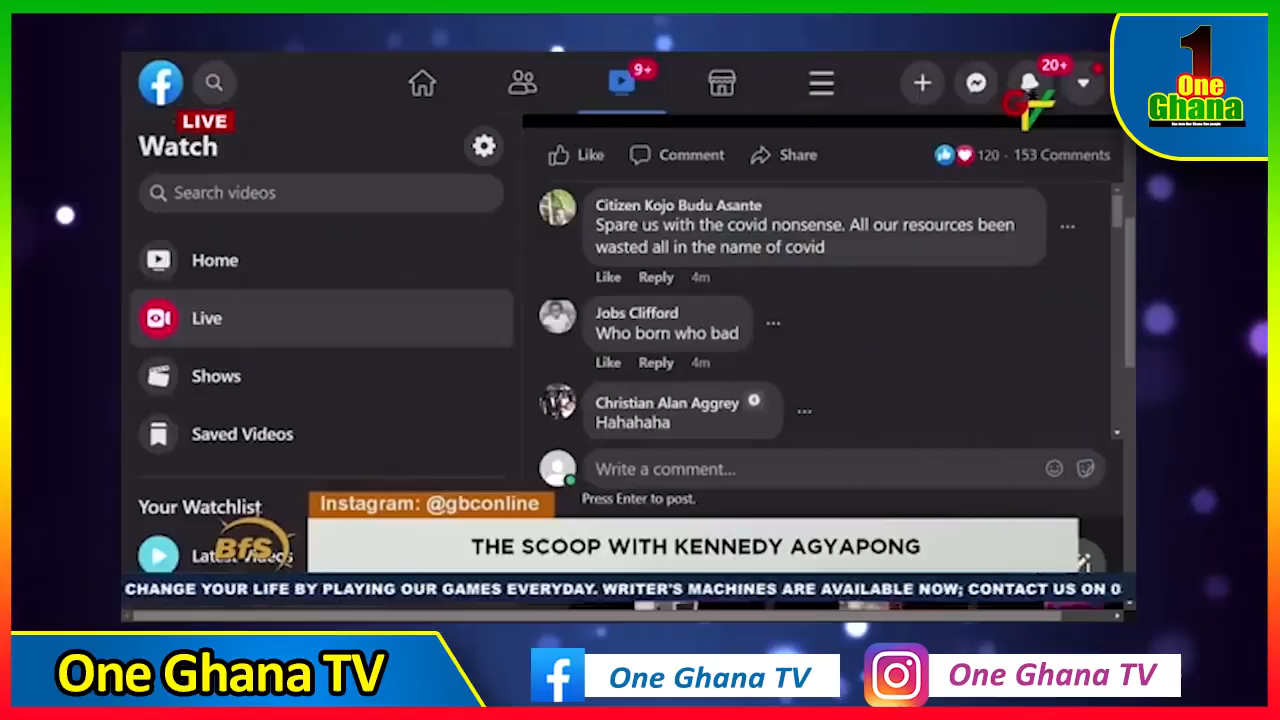 9+
20+
1
One
Ghana
LIVE
Watch
Search videos
Home
Live
Shows
Saved Videos
Your Watchlist
Latest Videos
Like Comment Share 120 · 153 Comments
Citizen Kojo Budu Asante
Spare us with the covid nonsense. All our resources been
wasted all in the name of covid
Like Reply 4m
Jobs Clifford
Who born who bad
Like Reply 4m
Christian Alan Aggrey
Hahahaha
Write a comment...
Press Enter to post.
Instagram: @gbconline
BfS
THE SCOOP WITH KENNEDY AGYAPONG
CHANGE YOUR LIFE BY PLAYING OUR GAMES EVERYDAY. WRITER'S MACHINES ARE AVAILABLE NOW; CONTACT US ON 0
One Ghana TV
One Ghana TV
One Ghana TV